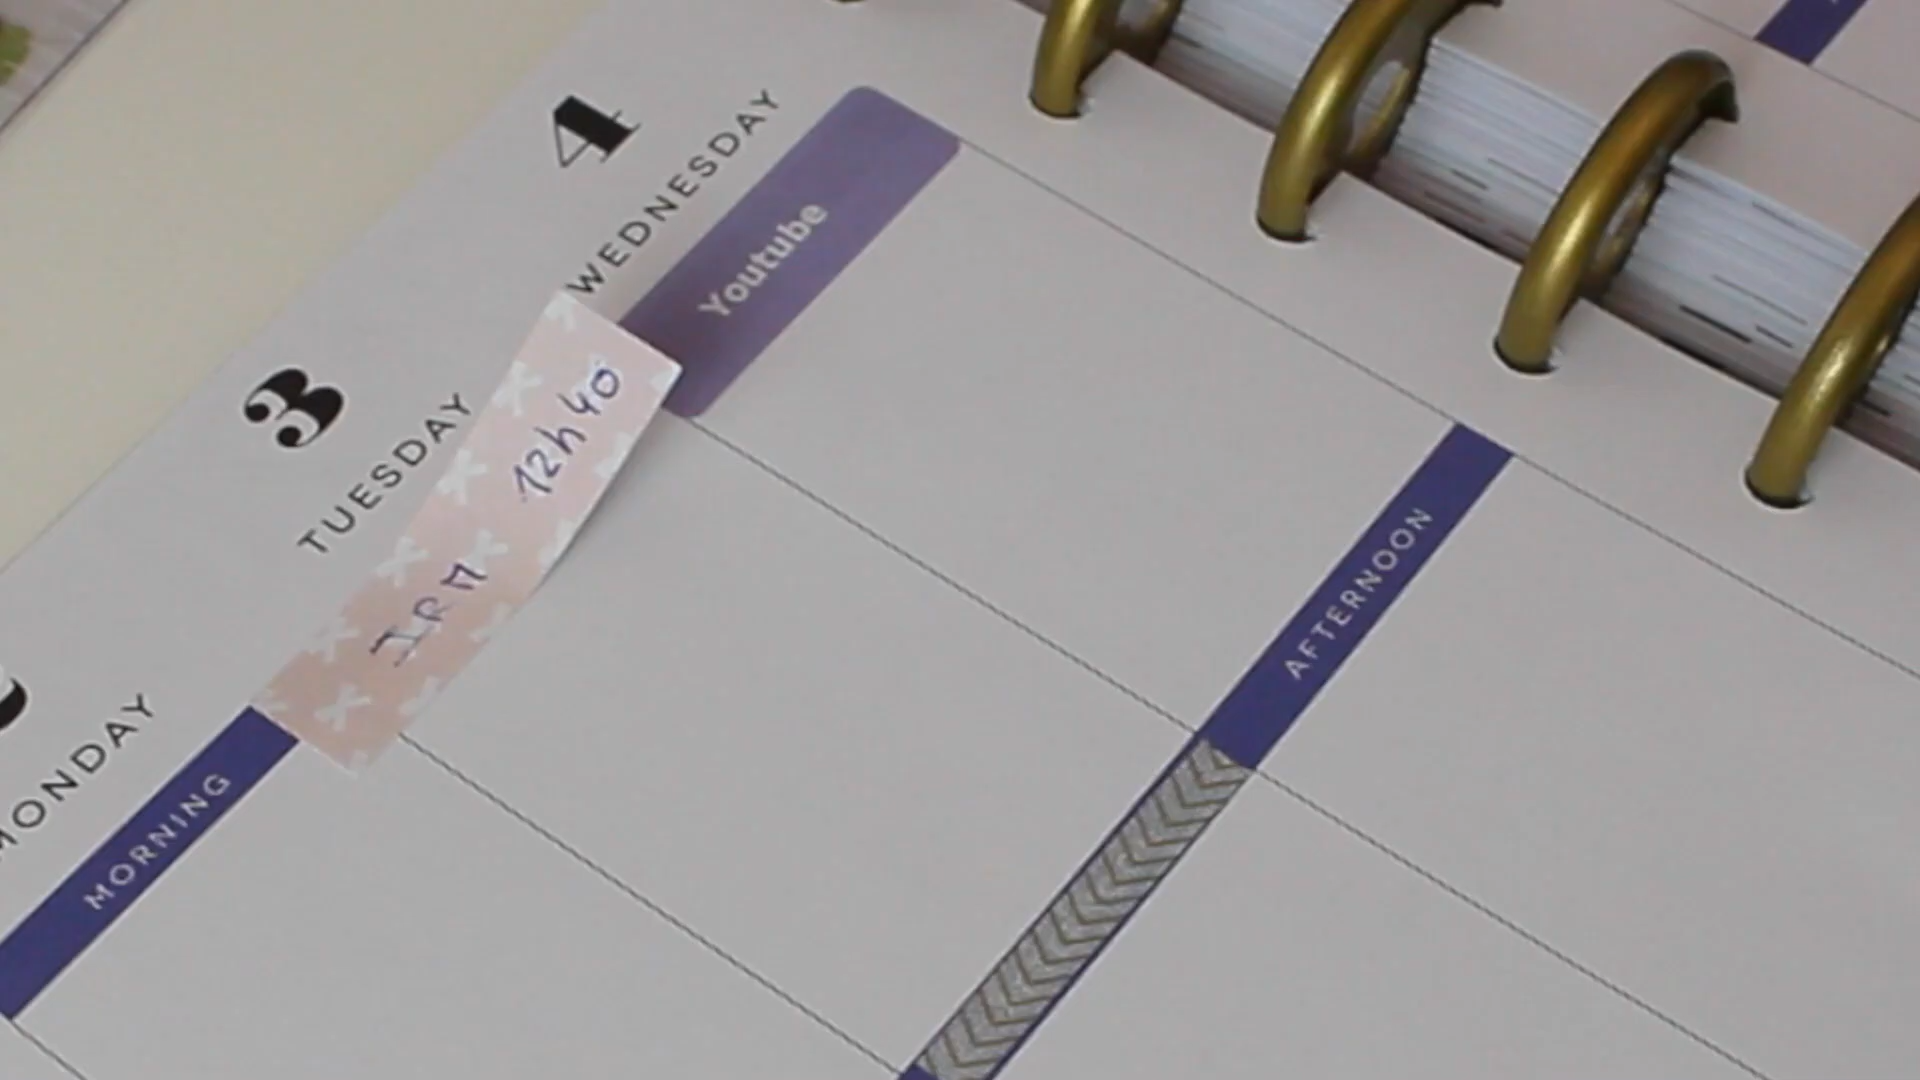 4
WEDNESDAY
Youtube
3
TUESDAY
IRM 12h40
MONDAY
MORNING
AFTERNOON